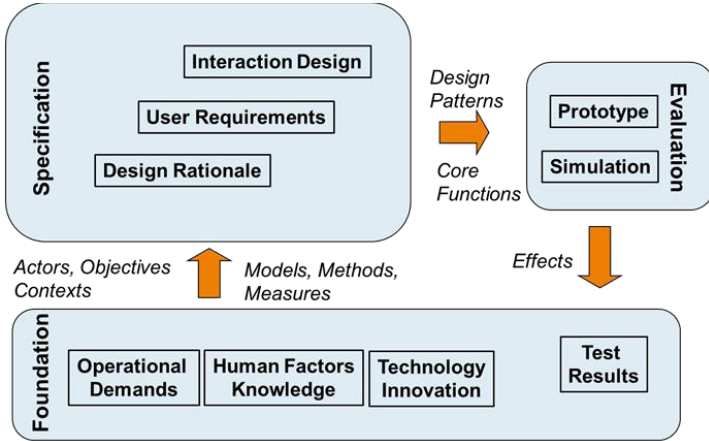 Specification
Interaction Design
User Requirements
Design Rationale
Design
Patterns
Core
Functions
Evaluation
Prototype
Simulation
Actors, Objectives
Contexts
Models, Methods,
Measures
Effects
Foundation
Operational
Demands
Human Factors
Knowledge
Technology
Innovation
Test
Results